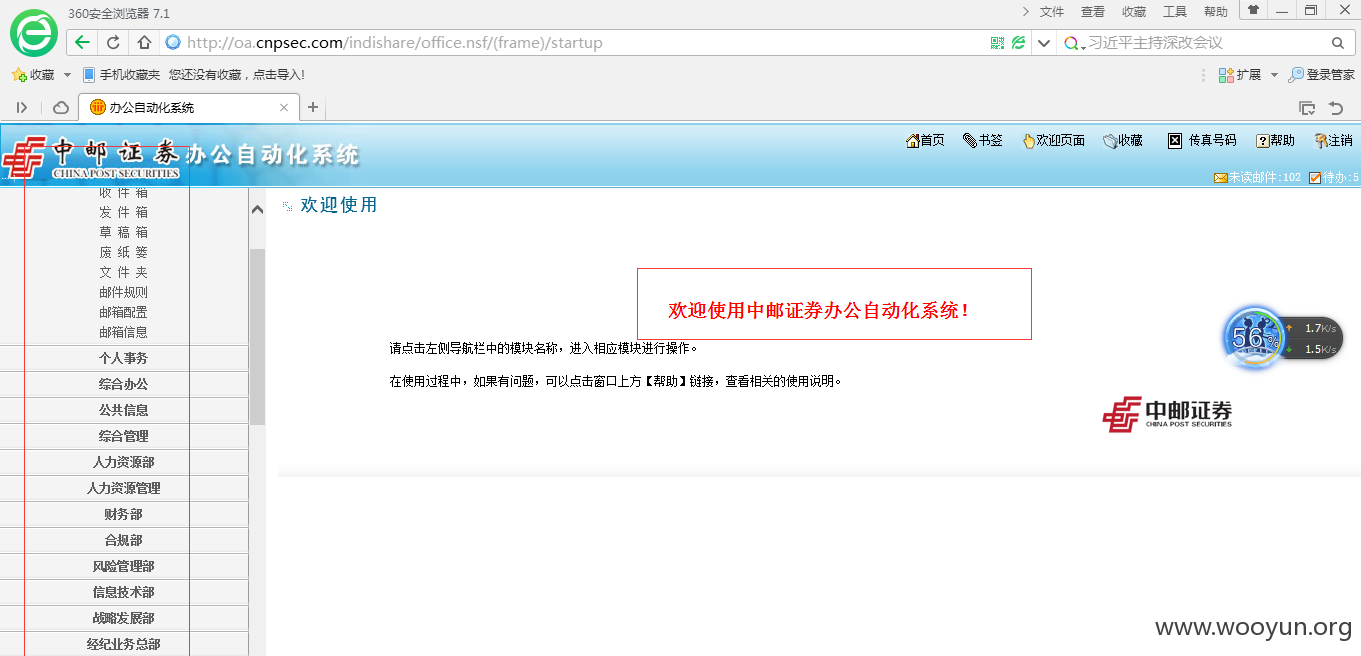 360安全浏览器 7.1
文件 查看 收藏 工具 帮助
http://oa.cnpsec.com/indishare/office.nsf/(frame)/startup
习近平主持深改会议
收藏 手机收藏夹 您还没有收藏，点击导入!
扩展 登录管家
办公自动化系统
中邮证券办公自动化系统
CHINA POST SECURITIES
首页 书签 欢迎页面 收藏 传真号码 帮助 注销
未读邮件:102 待办:5
收 件 箱
发 件 箱
草 稿 箱
废 纸 篓
文 件 夹
邮件规则
邮箱配置
邮箱信息
个人事务
综合办公
公共信息
综合管理
人力资源部
人力资源管理
财务部
合规部
风险管理部
信息技术部
战略发展部
经纪业务总部
欢迎使用
欢迎使用中邮证券办公自动化系统！
请点击左侧导航栏中的模块名称，进入相应模块进行操作。
在使用过程中，如果有问题，可以点击窗口上方【帮助】链接，查看相关的使用说明。
56%
1.7K/s
1.5K/s
中邮证券
CHINA POST SECURITIES
www.wooyun.org